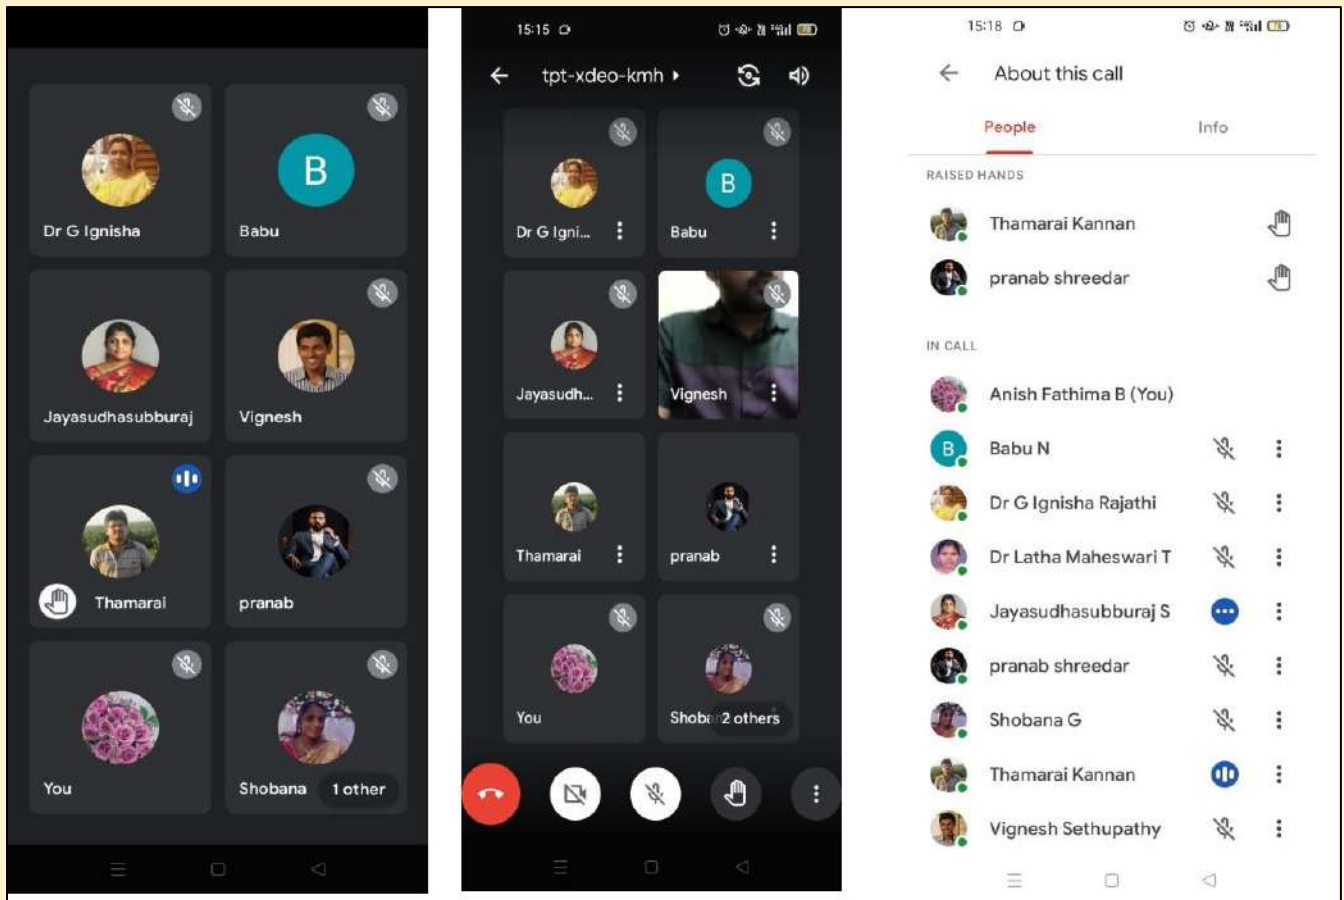 B
Dr G Ignisha
Babu
Jayasudhasubburaj
Vignesh
Thamarai
pranab
You
Shobana
1 other
15:15
78
tpt-xdeo-kmh
B
Dr G Igni...
Babu
Jayasudh...
Vignesh
Thamarai
pranab
You
Shoba
2 others
15:18
78
About this call
People
Info
RAISED HANDS
Thamarai Kannan
pranab shreedar
IN CALL
Anish Fathima B (You)
B
Babu N
Dr G Ignisha Rajathi
Dr Latha Maheswari T
Jayasudhasubburaj S
pranab shreedar
Shobana G
Thamarai Kannan
Vignesh Sethupathy